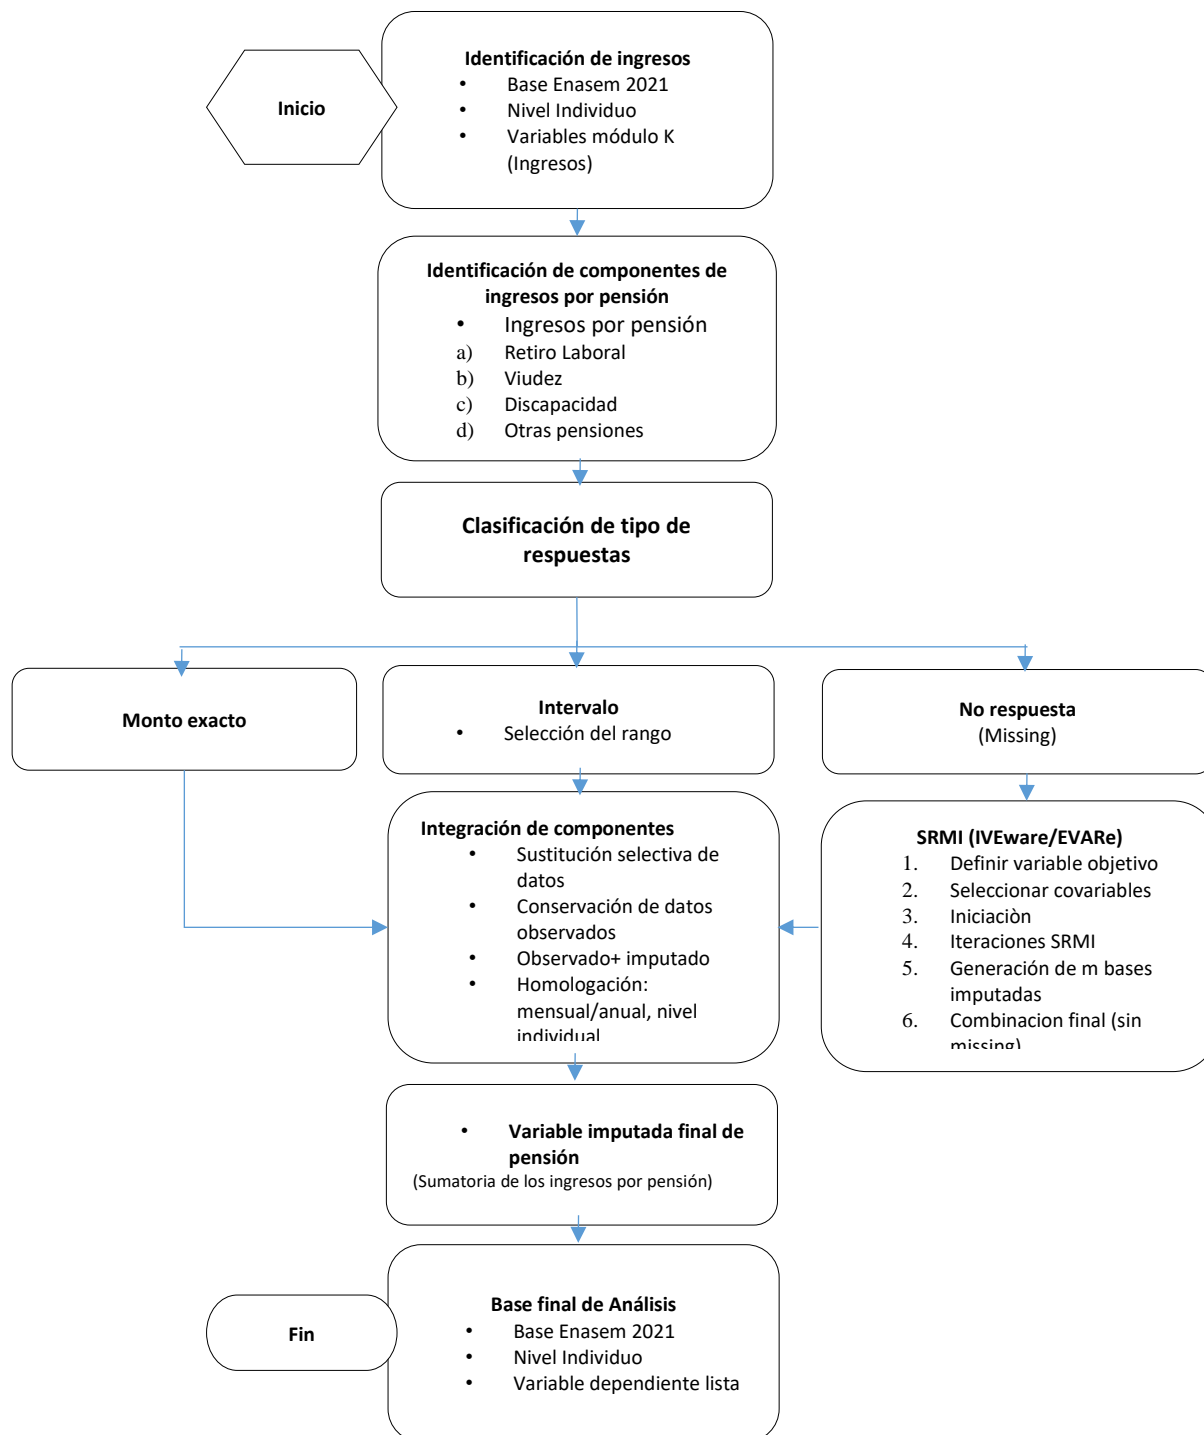 Inicio
Identificación de ingresos
• Base Enasem 2021
• Nivel Individuo
• Variables módulo K
(Ingresos)
Identificación de componentes de
ingresos por pensión
• Ingresos por pensión
a) Retiro Laboral
b) Viudez
c) Discapacidad
d) Otras pensiones
Clasificación de tipo de
respuestas
Monto exacto
Intervalo
• Selección del rango
No respuesta
(Missing)
Integración de componentes
• Sustitución selectiva de
datos
• Conservación de datos
observados
• Observado+ imputado
• Homologación:
mensual/anual, nivel
individual
SRMI (IVEware/EVARe)
1. Definir variable objetivo
2. Seleccionar covariables
3. Iniciaciòn
4. Iteraciones SRMI
5. Generación de m bases
imputadas
6. Combinacion final (sin
missing)
• Variable imputada final de
pensión
(Sumatoria de los ingresos por pensión)
Fin
Base final de Análisis
• Base Enasem 2021
• Nivel Individuo
• Variable dependiente lista